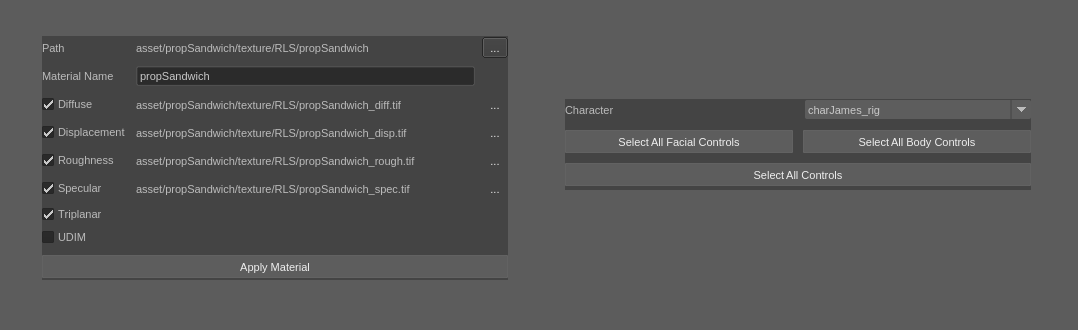 Path asset/propSandwich/texture/RLS/propSandwich ...
Material Name propSandwich
Diffuse asset/propSandwich/texture/RLS/propSandwich_diff.tif ...
Displacement asset/propSandwich/texture/RLS/propSandwich_disp.tif ...
Roughness asset/propSandwich/texture/RLS/propSandwich_rough.tif ...
Specular asset/propSandwich/texture/RLS/propSandwich_spec.tif ...
Triplanar
UDIM
Apply Material
Character charJames_rig
Select All Facial Controls Select All Body Controls
Select All Controls